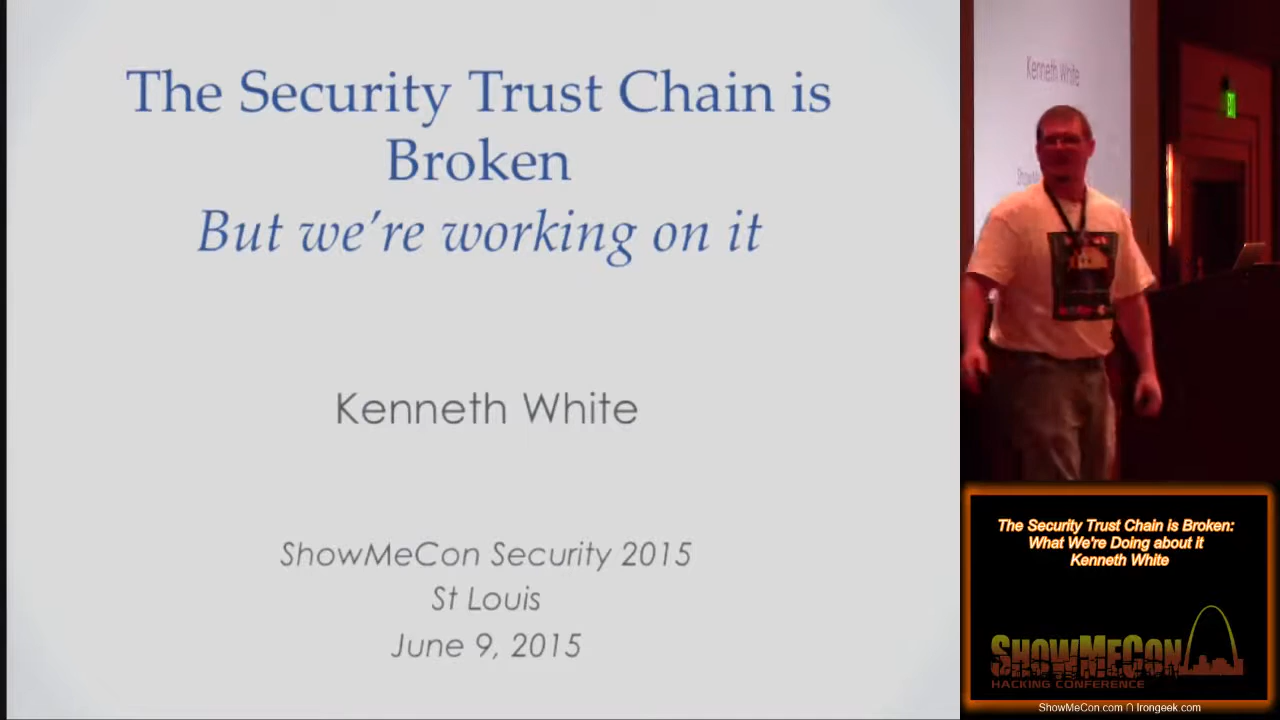 The Security Trust Chain is
Broken
But we're working on it
Kenneth White
ShowMeCon Security 2015
St Louis
June 9, 2015
Kenneth White
The Security Trust Chain is Broken:
What We're Doing about it
Kenneth White
ShowMeCon
HACKING CONFERENCE
ShowMeCon.com ∩ Irongeek.com